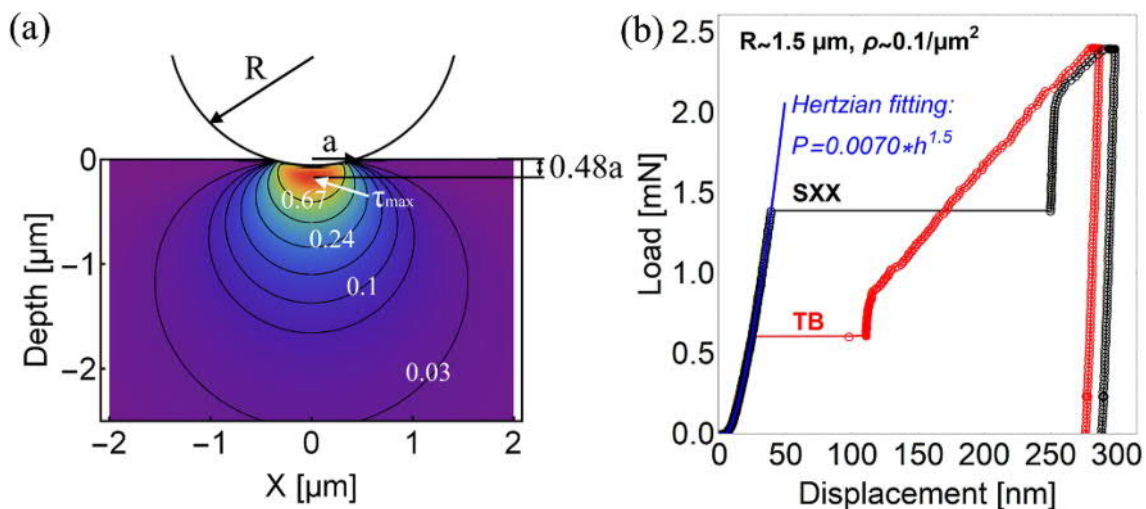 (a)
R
a
0
0.48a
τmax
0.67
0.24
0.1
0.03
−1
−2
Depth [μm]
−2
−1
0
1
2
X [μm]
(b)
2.5
2.0
1.5
1.0
0.5
0.0
Load [mN]
R~1.5 μm, ρ~0.1/μm²
Hertzian fitting:
P=0.0070*h^1.5
SXX
TB
0
50
100
150
200
250
300
Displacement [nm]